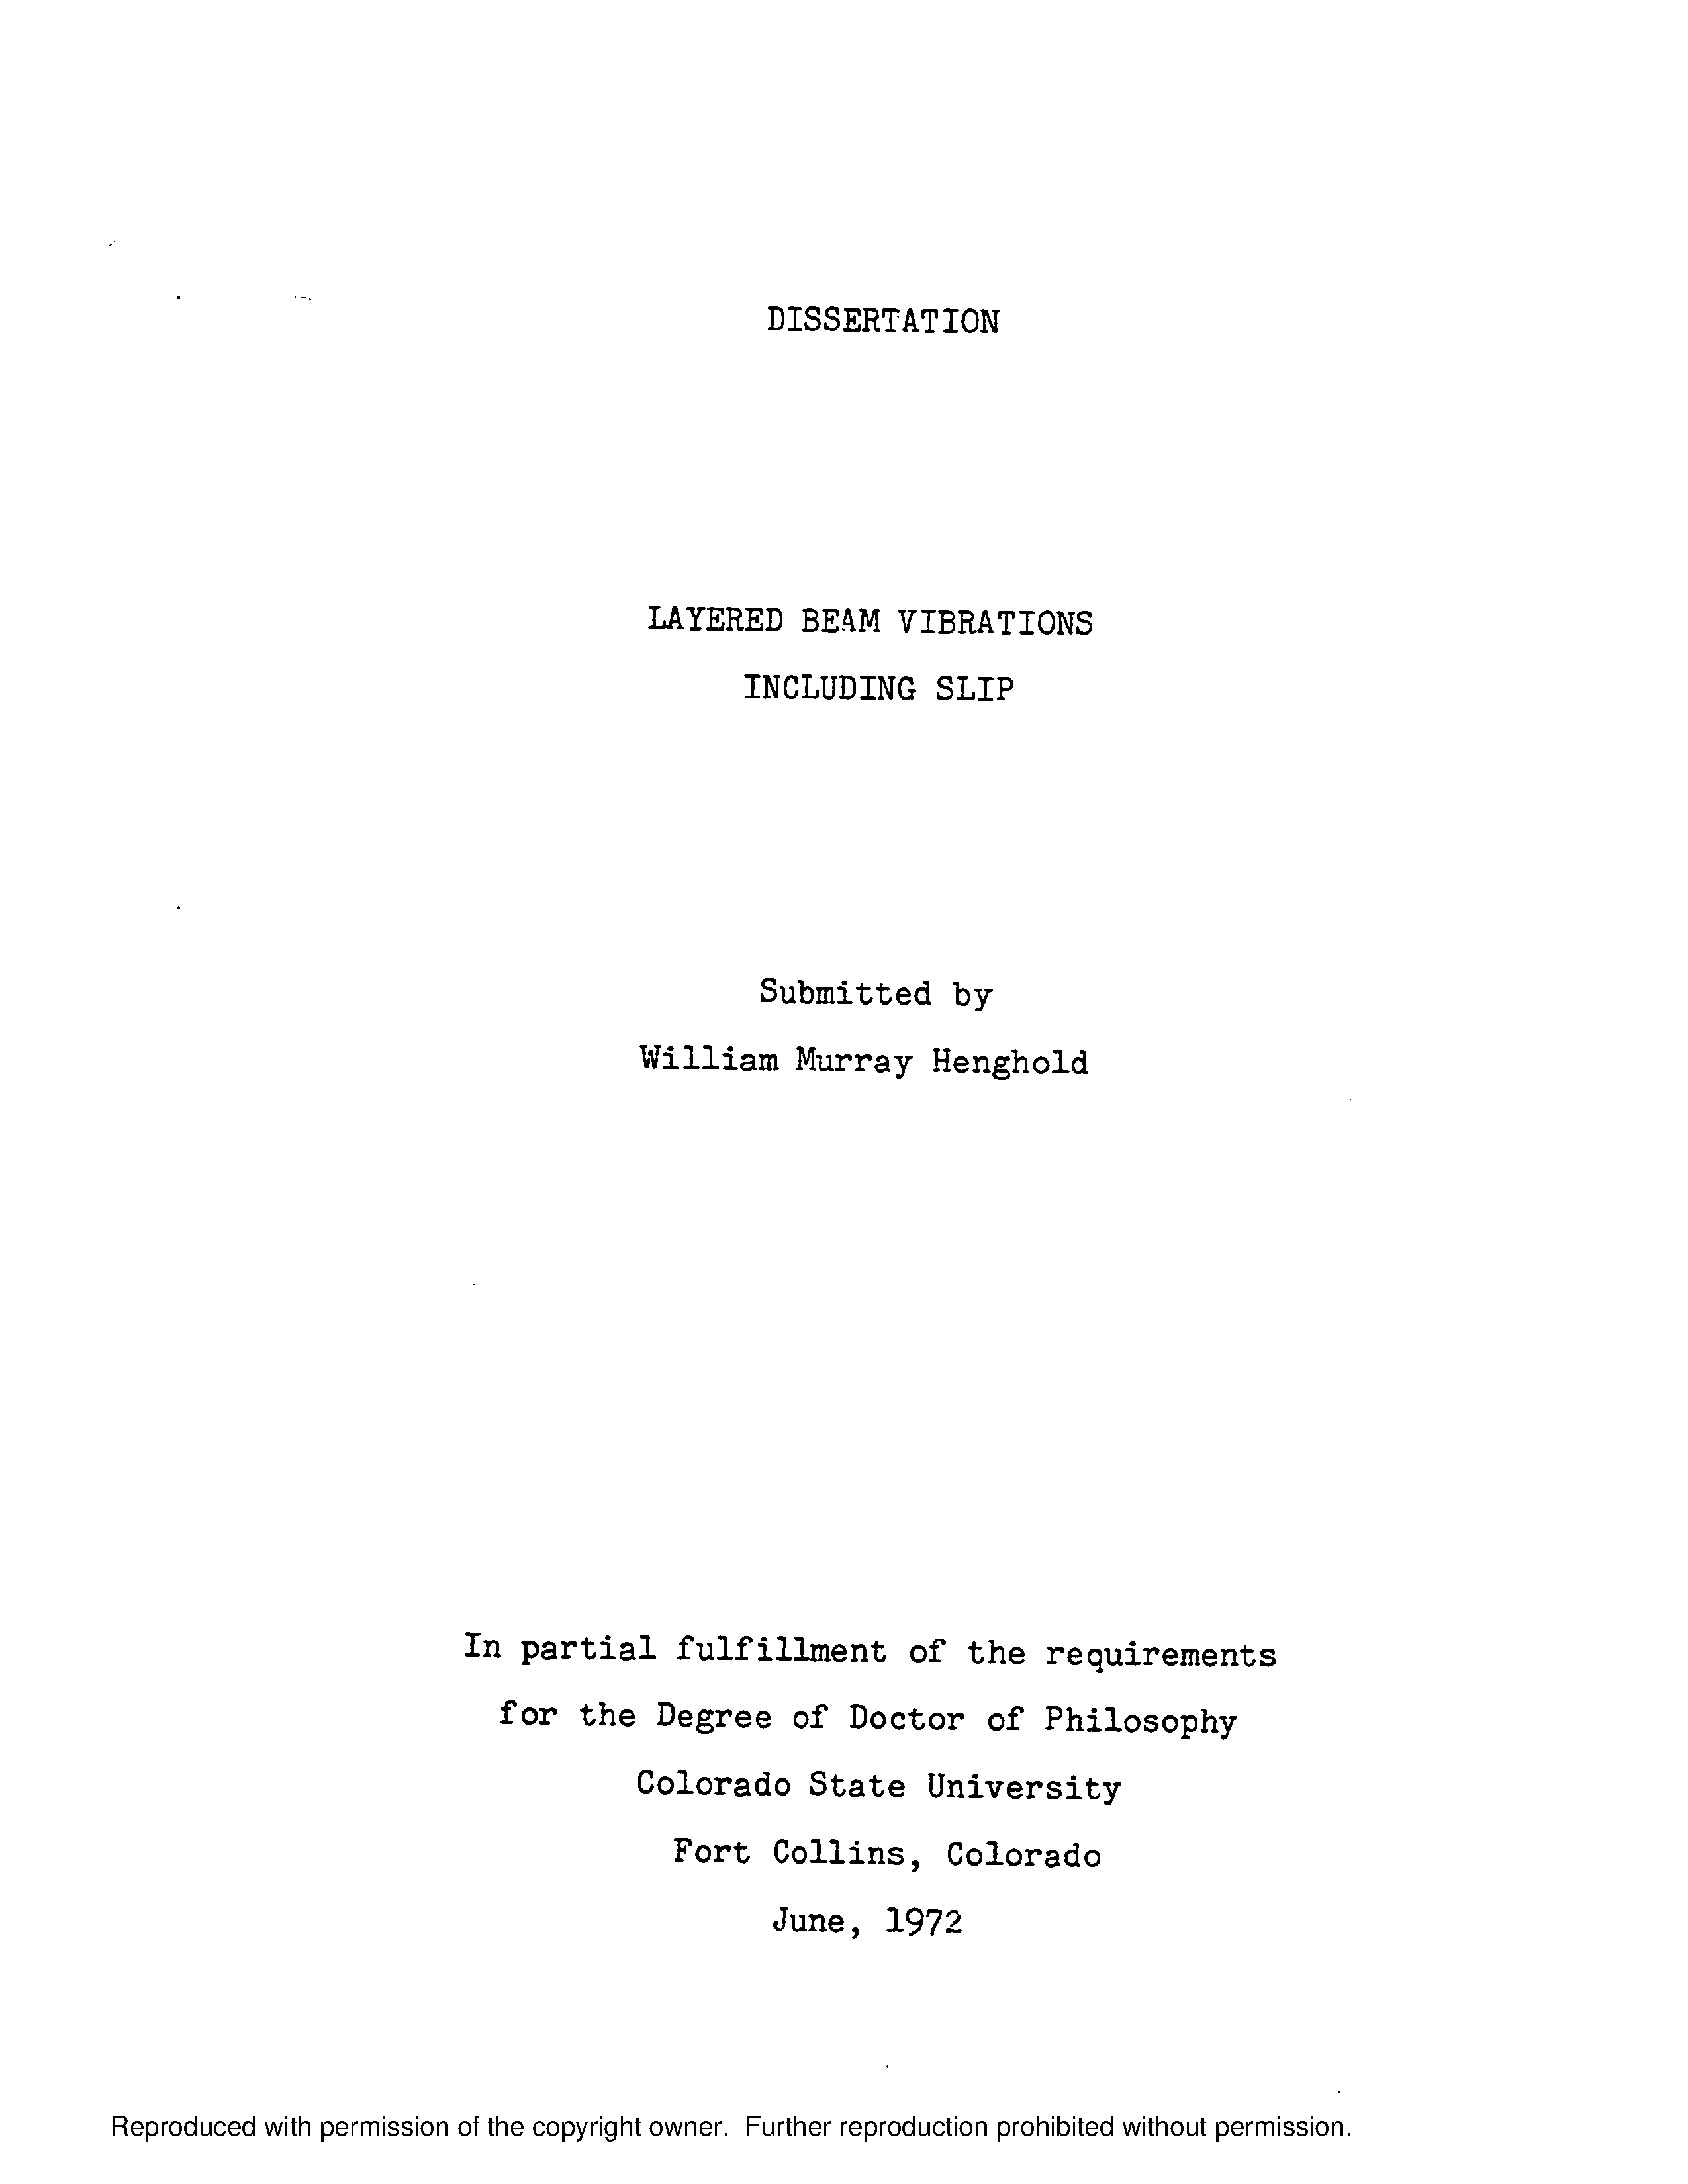 DISSERTATION
LAYERED BEAM VIBRATIONS
INCLUDING SLIP
Submitted by
William Murray Henghold
In partial fulfillment of the requirements
for the Degree of Doctor of Philosophy
Colorado State University
Fort Collins, Colorado
June, 1972
Reproduced with permission of the copyright owner. Further reproduction prohibited without permission.